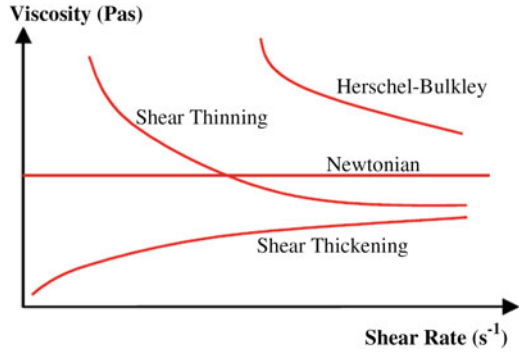 Viscosity (Pas)
Herschel-Bulkley
Shear Thinning
Newtonian
Shear Thickening
Shear Rate (s⁻¹)